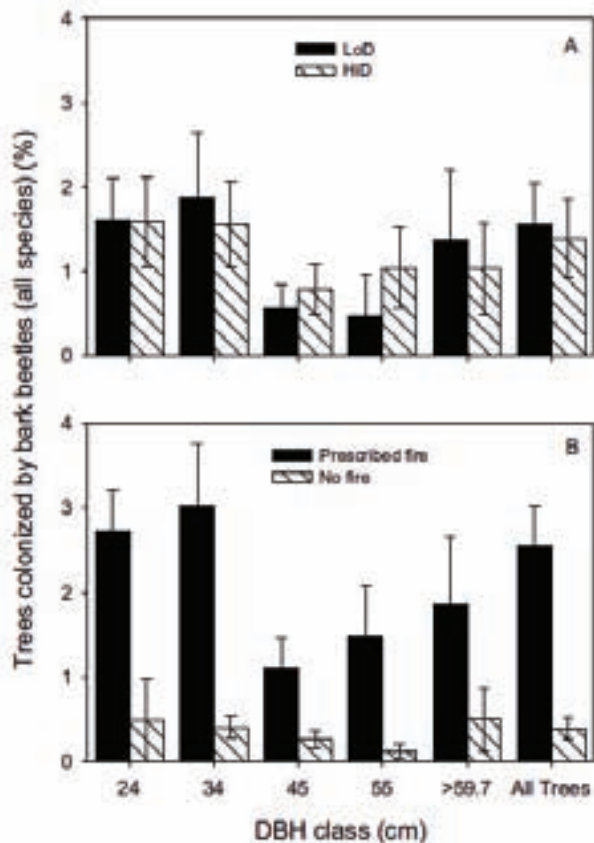 Trees colonized by bark beetles (all species) (%)
4
A
LoD
HiD
3
2
1
0
4
B
Prescribed fire
No fire
3
2
1
0
24 34 45 55 >59.7 All Trees
DBH class (cm)